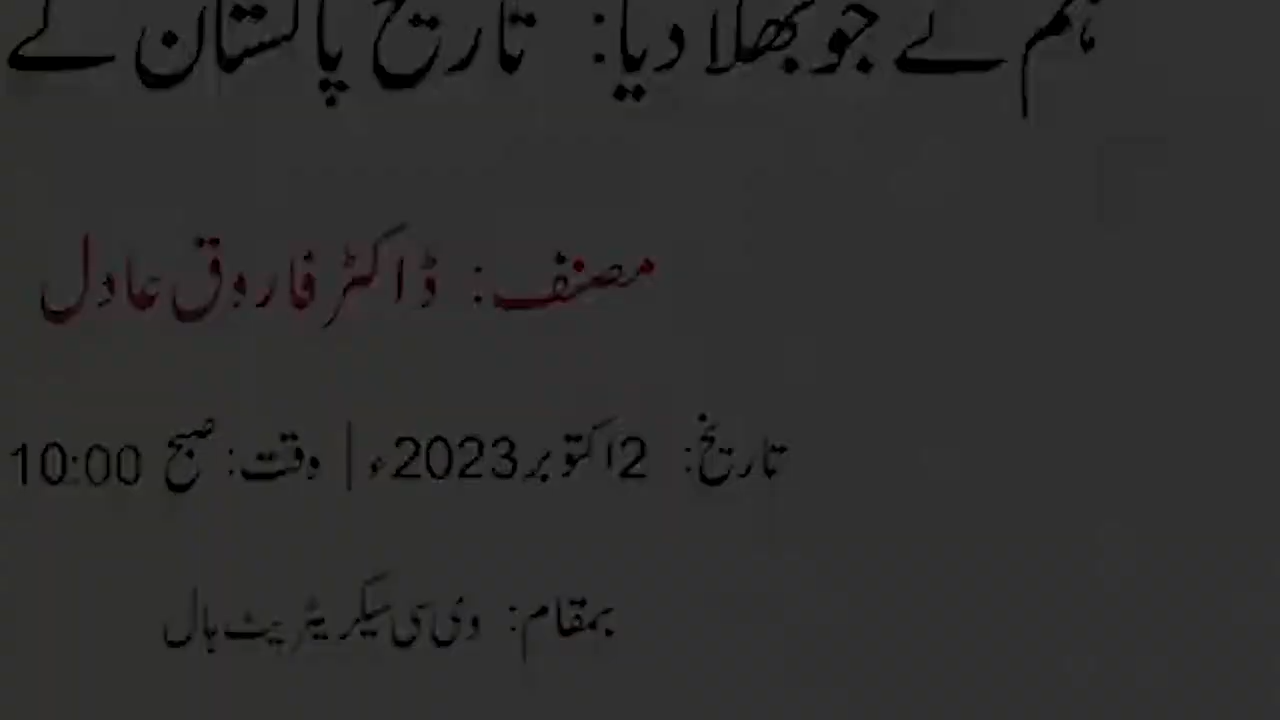 ہم نے جو بھلا دیا: تاریخ پاکستان کے
مصنف: ڈاکٹر فاروق عادل
تاریخ: 2 اکتوبر 2023ء | وقت: صبح 10:00
بمقام: وی سی سیکریٹریٹ ہال